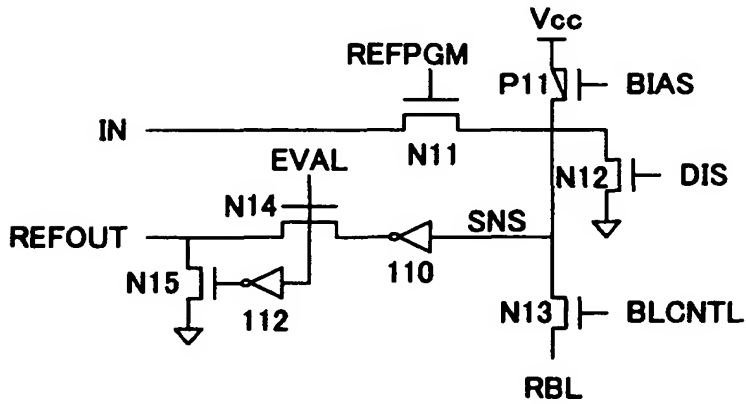 Vcc
REFPGM
P11
BIAS
IN
N11
EVAL
N12
DIS
N14
REFOUT
SNS
110
N15
112
N13
BLCNTL
RBL